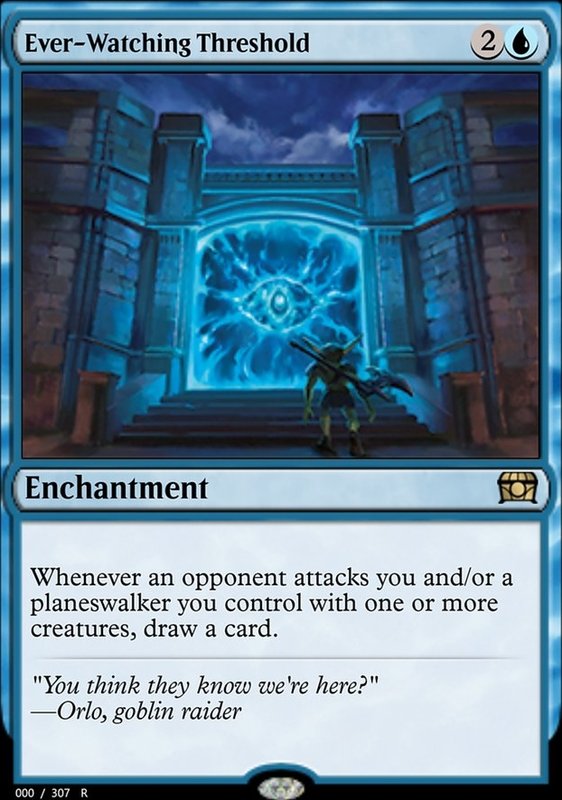 Ever-Watching Threshold
2
Enchantment
Whenever an opponent attacks you and/or a
planeswalker you control with one or more
creatures, draw a card.
"You think they know we're here?"
—Orlo, goblin raider
000 / 307 R